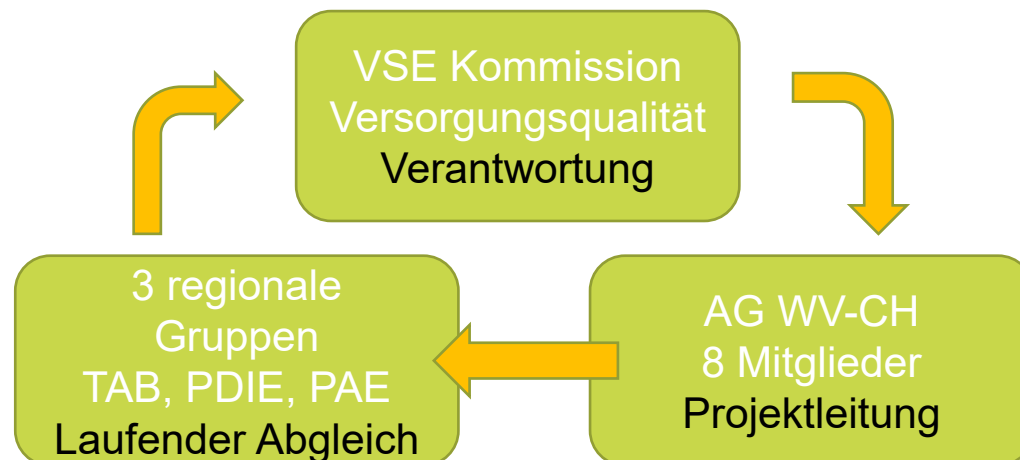 VSE Kommission
Versorgungsqualität
Verantwortung
3 regionale
Gruppen
TAB, PDIE, PAE
Laufender Abgleich
AG WV-CH
8 Mitglieder
Projektleitung